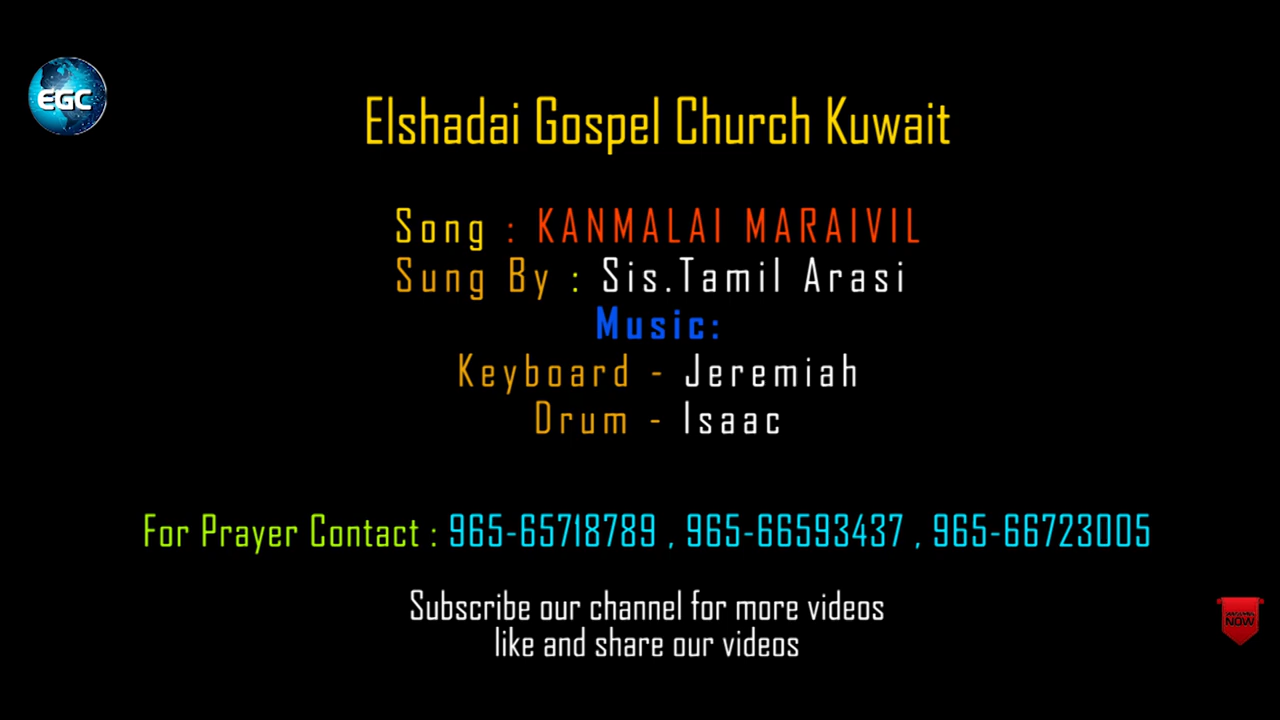 EGC
Elshadai Gospel Church Kuwait
Song : KANMALAI MARAIVIL
Sung By : Sis.Tamil Arasi
Music:
Keyboard - Jeremiah
Drum - Isaac
For Prayer Contact : 965-65718789 , 965-66593437 , 965-66723005
Subscribe our channel for more videos
like and share our videos
NOW